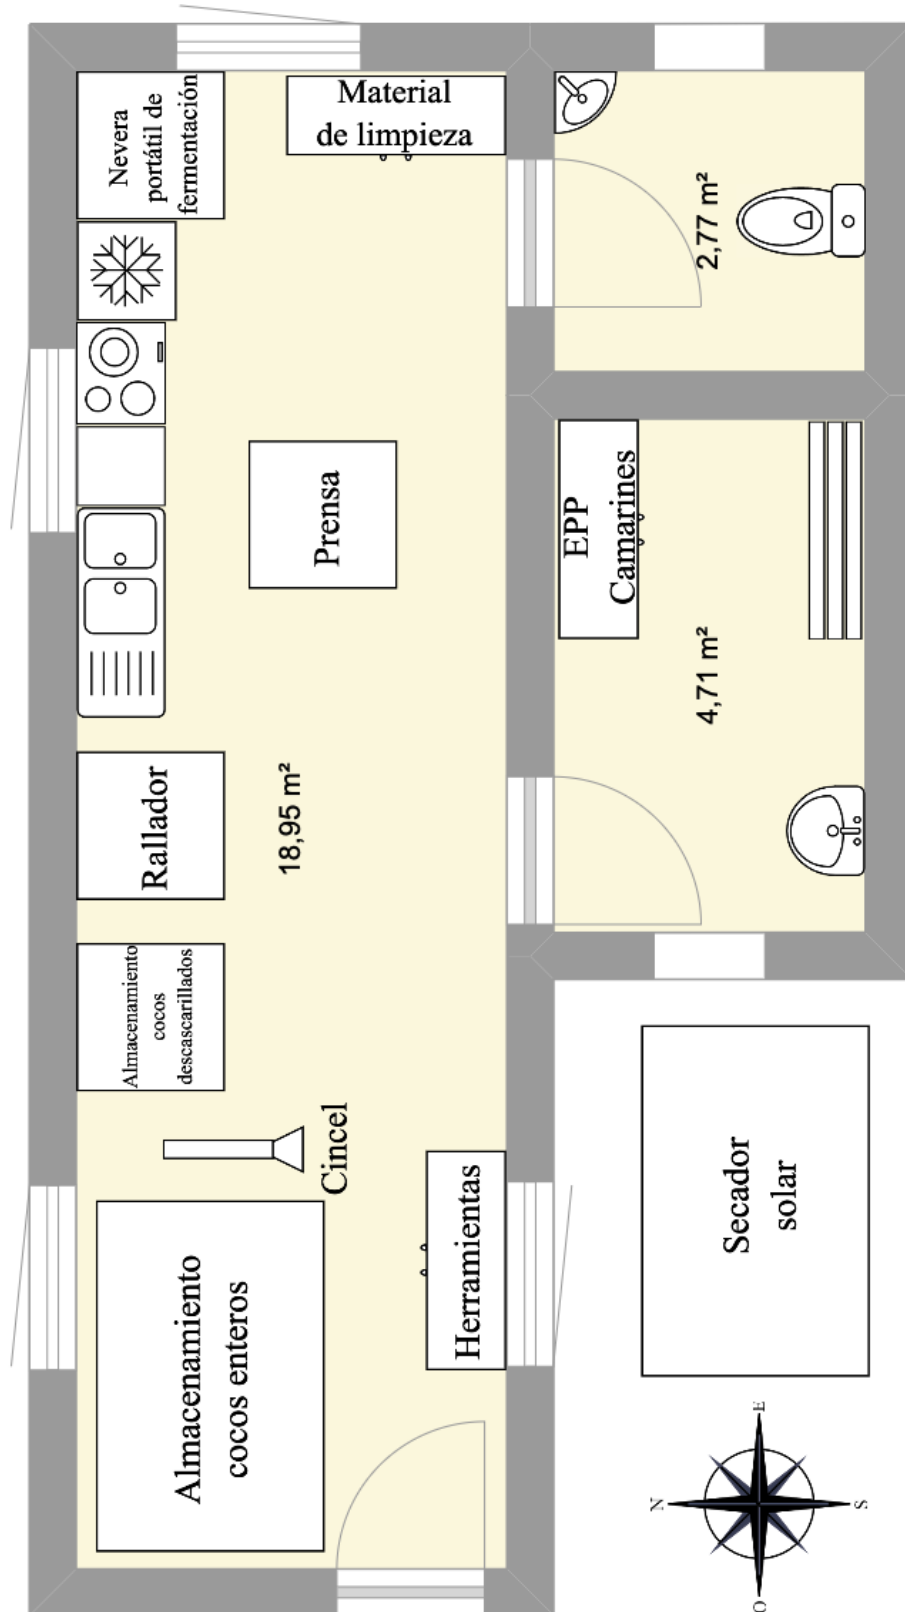 Nevera
portátil de
fermentación
Material
de limpieza
2,77 m²
Prensa
EPP
Camarines
4,71 m²
Rallador
18,95 m²
Almacenamiento
cocos
descascarillados
Cincel
Herramientas
Almacenamiento
cocos enteros
Secador
solar
N
E
S
O